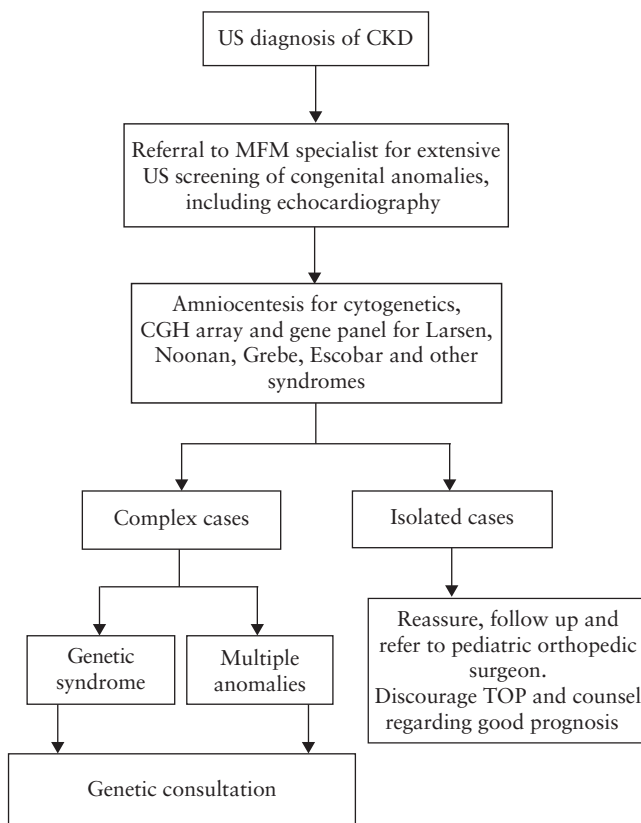 US diagnosis of CKD
Referral to MFM specialist for extensive
US screening of congenital anomalies,
including echocardiography
Amniocentesis for cytogenetics,
CGH array and gene panel for Larsen,
Noonan, Grebe, Escobar and other
syndromes
Complex cases
Isolated cases
Genetic
syndrome
Multiple
anomalies
Reassure, follow up and
refer to pediatric orthopedic
surgeon.
Discourage TOP and counsel
regarding good prognosis
Genetic consultation